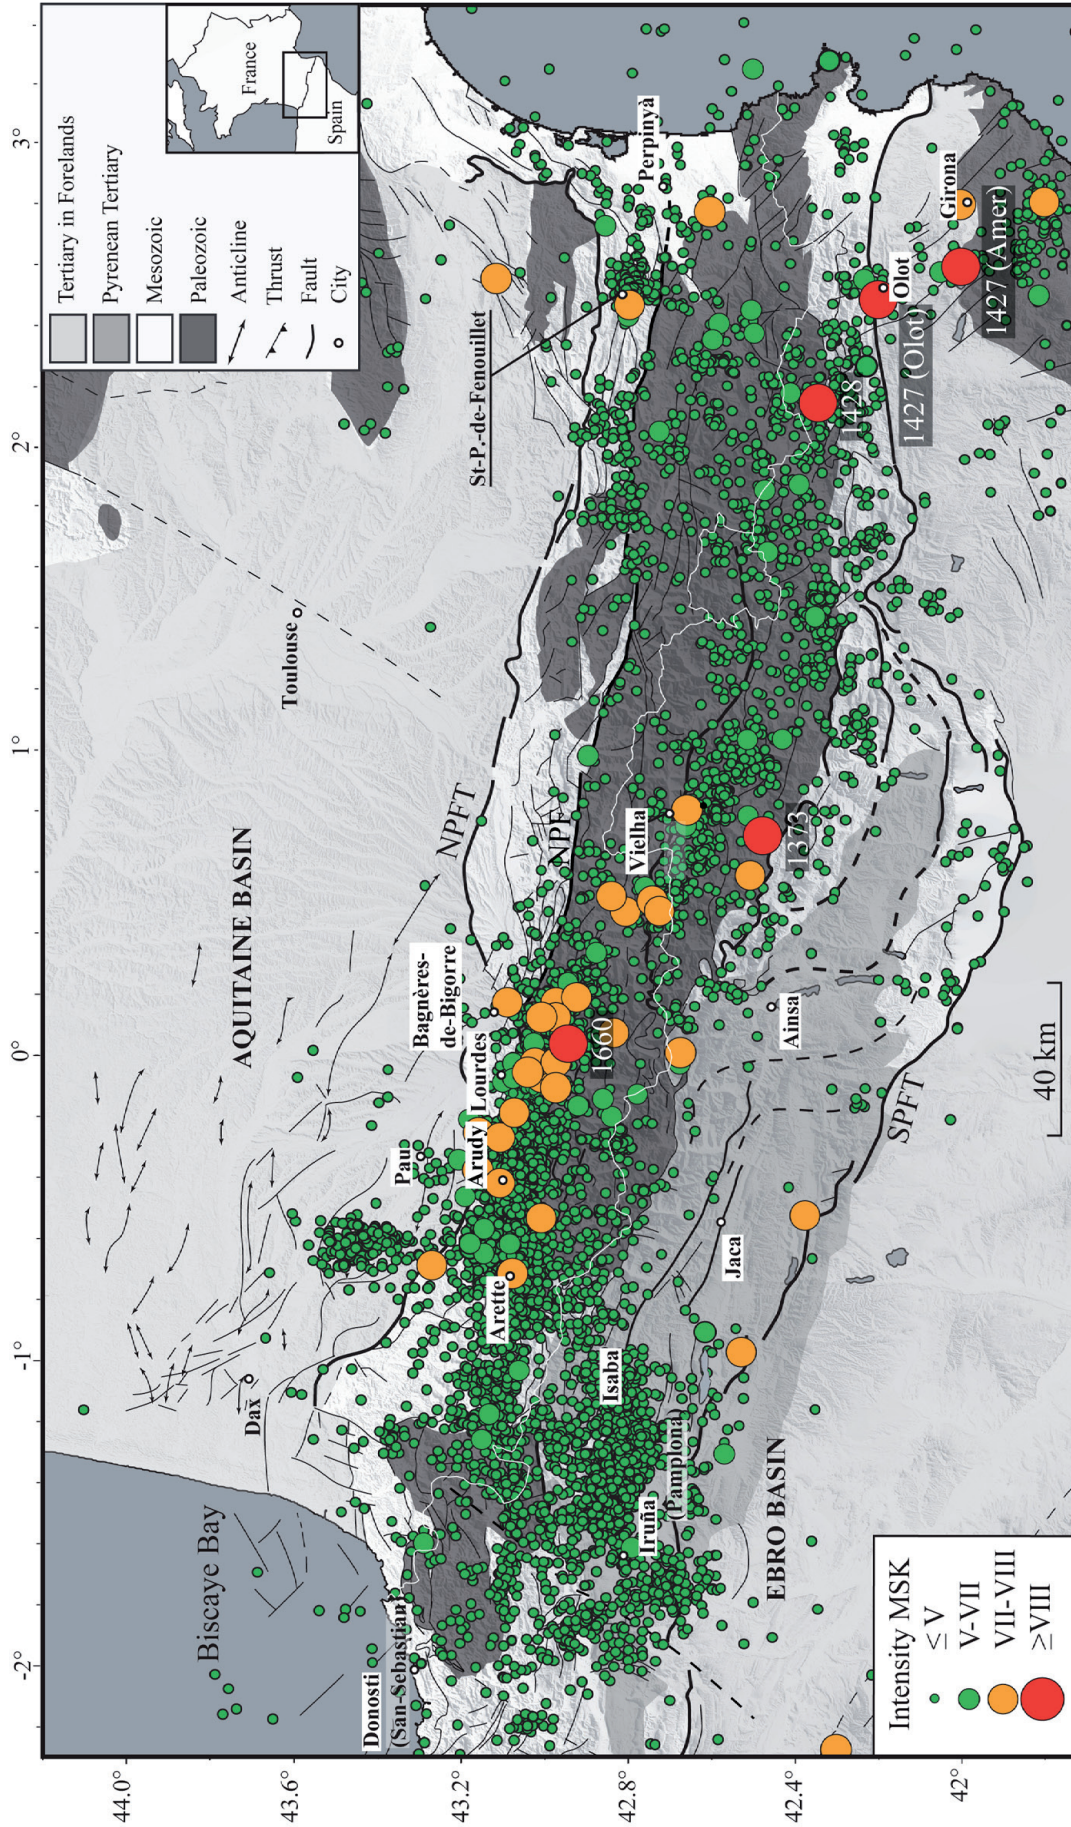 44.0°
43.6°
43.2°
42.8°
42.4°
42°
-2°
-1°
0°
1°
2°
3°
Tertiary in Forelands
Pyrenean Tertiary
Mesozoic
Paleozoic
Anticline
Thrust
Fault
City
France
Spain
Biscaye Bay
AQUITAINE BASIN
Toulouse
Dax
Donosti
(San-Sebastian)
Pau
Bagnères-
de-Bigorre
Lourdes
Arudy
Arette
NPFT
NPF
St-P.-de-Fenouillet
Perpinyà
Isaba
Iruña
(Pamplona)
Jaca
Vielha
1660
1373
1428
1427 (Olot)
Olot
Girona
1427 (Amer)
Ainsa
SPFT
EBRO BASIN
40 km
Intensity MSK
≤V
V-VII
VII-VIII
≥VIII